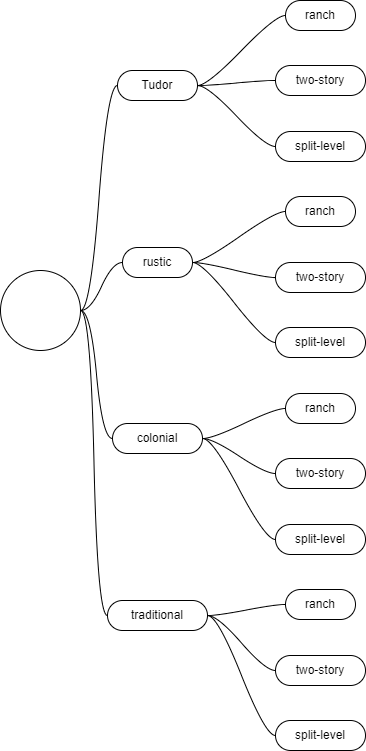 Tudor
ranch
two-story
split-level
rustic
ranch
two-story
split-level
colonial
ranch
two-story
split-level
traditional
ranch
two-story
split-level